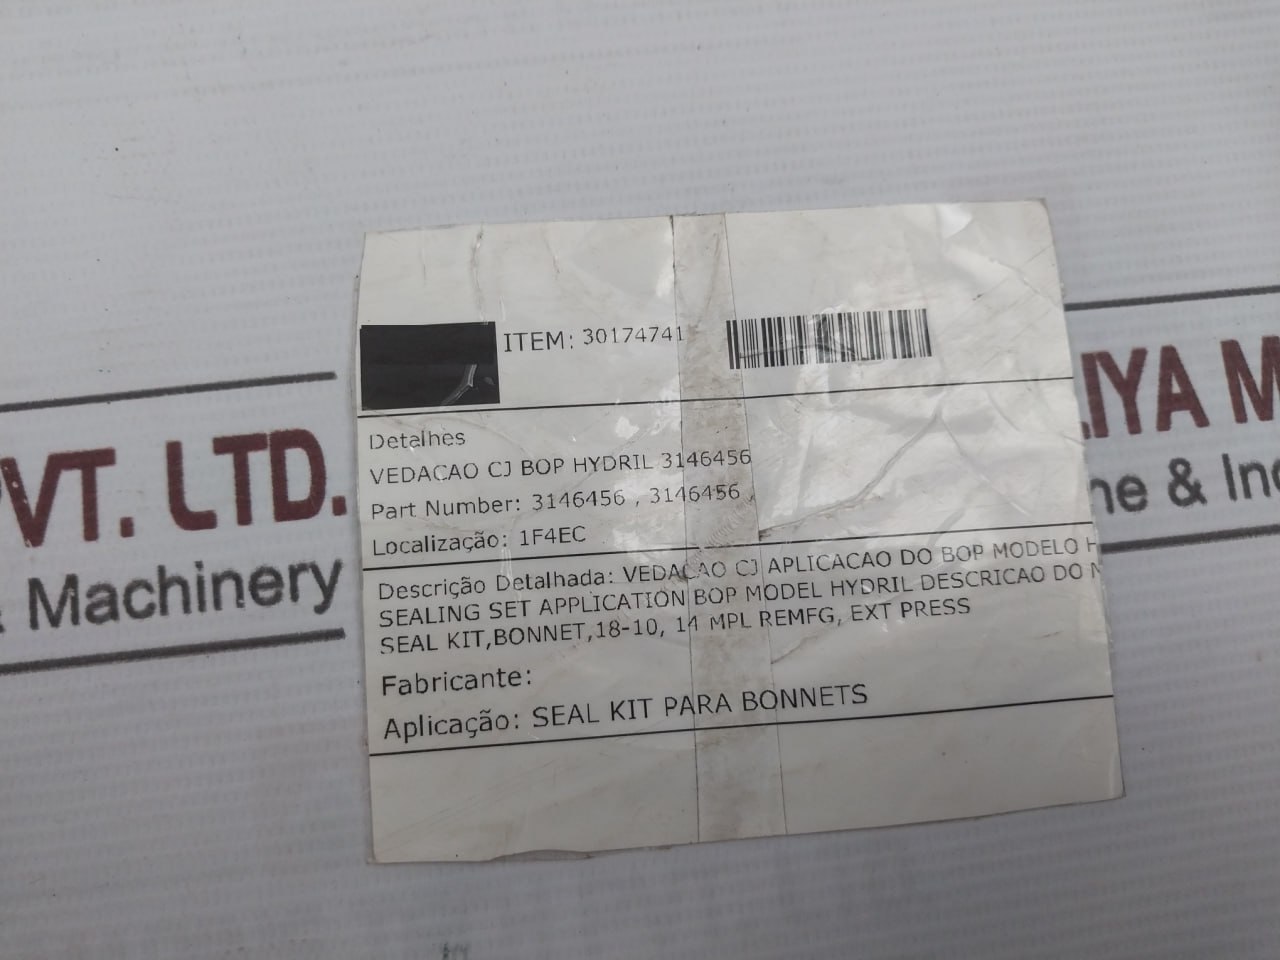 ITEM: 30174741
Detalhes
VEDACAO CJ BOP HYDRIL 3146456
Part Number: 3146456 , 3146456 ,
Localização: 1F4EC
Descrição Detalhada: VEDACAO CJ APLICACAO DO BOP MODELO H
SEALING SET APPLICATION BOP MODEL HYDRIL DESCRICAO DO
SEAL KIT,BONNET,18-10, 14 MPL REMFG, EXT PRESS
Fabricante:
Aplicação: SEAL KIT PARA BONNETS
PVT. LTD.
& Machinery
IYA M
ne & Ind